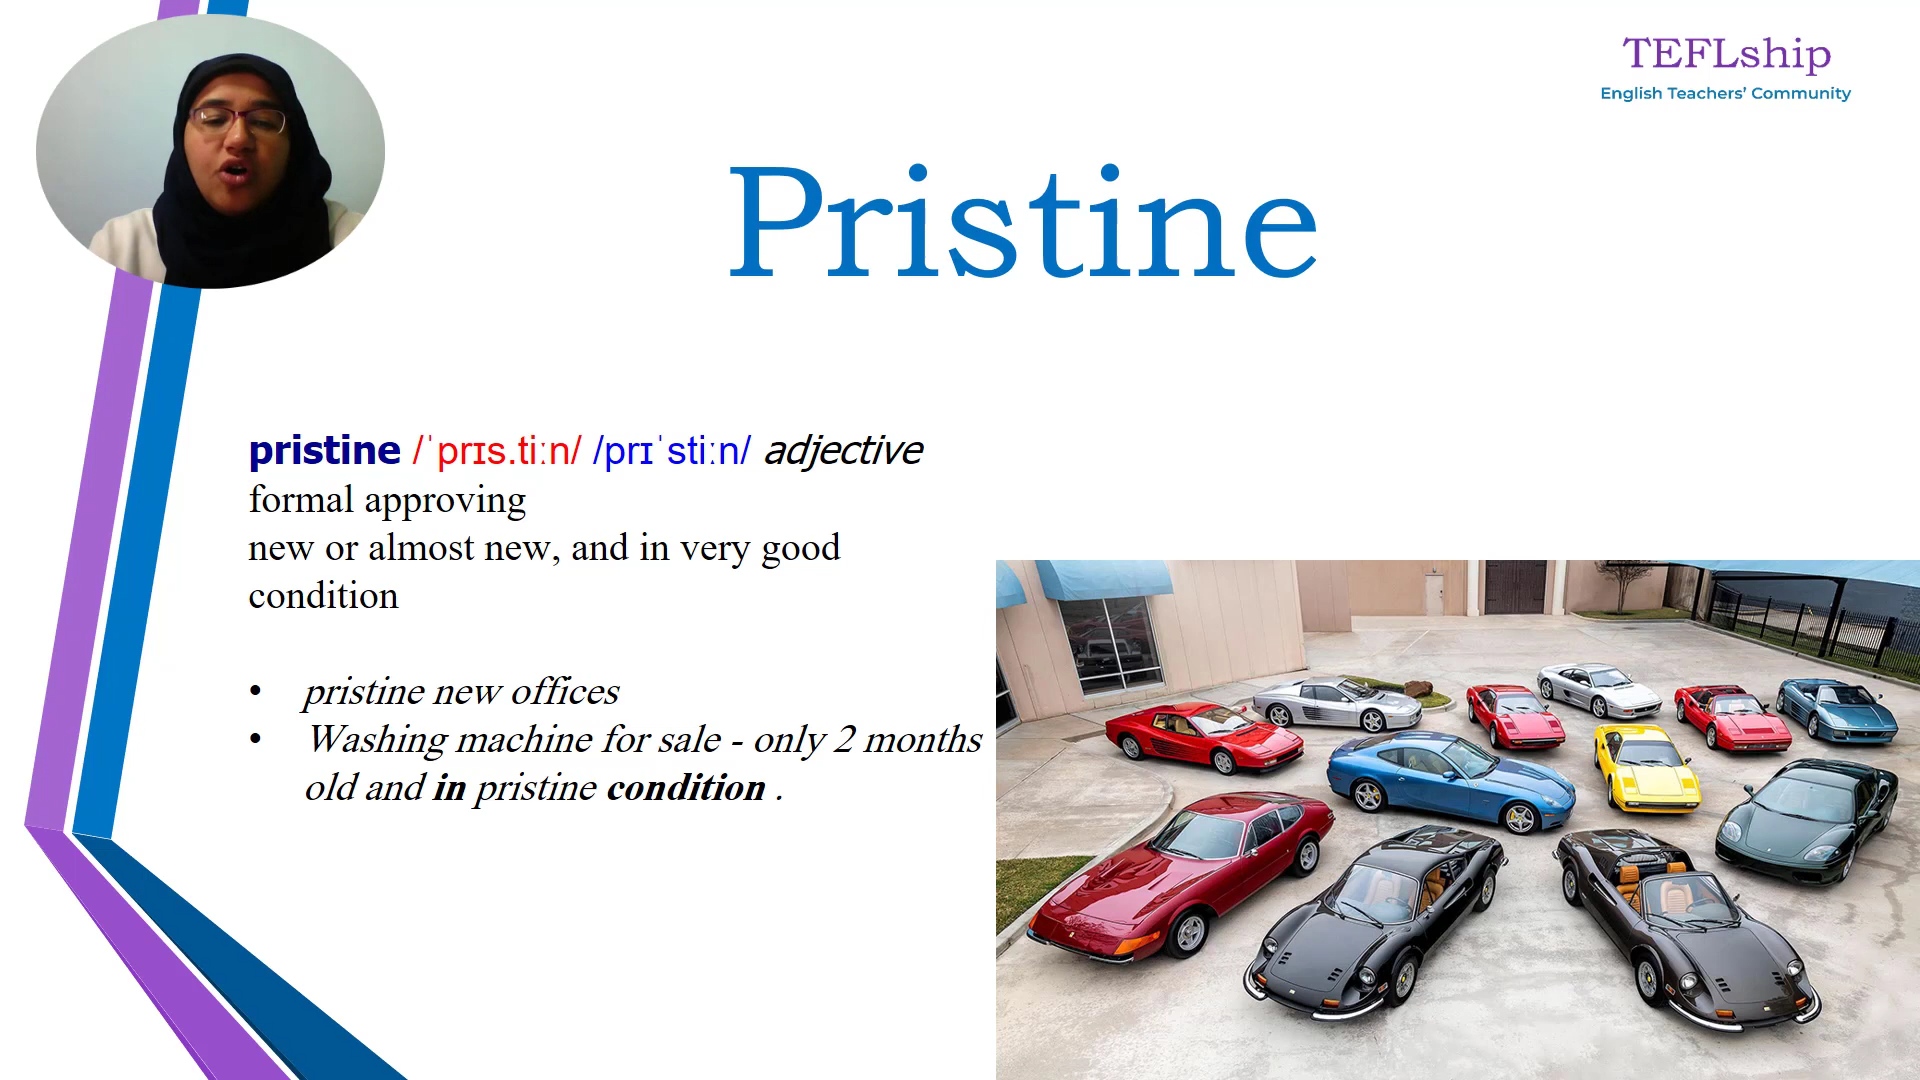 TEFLship
English Teachers' Community
Pristine
pristine /ˈprɪs.tiːn/ /prɪˈstiːn/ adjective
formal approving
new or almost new, and in very good
condition
• pristine new offices
• Washing machine for sale - only 2 months
old and in pristine condition .